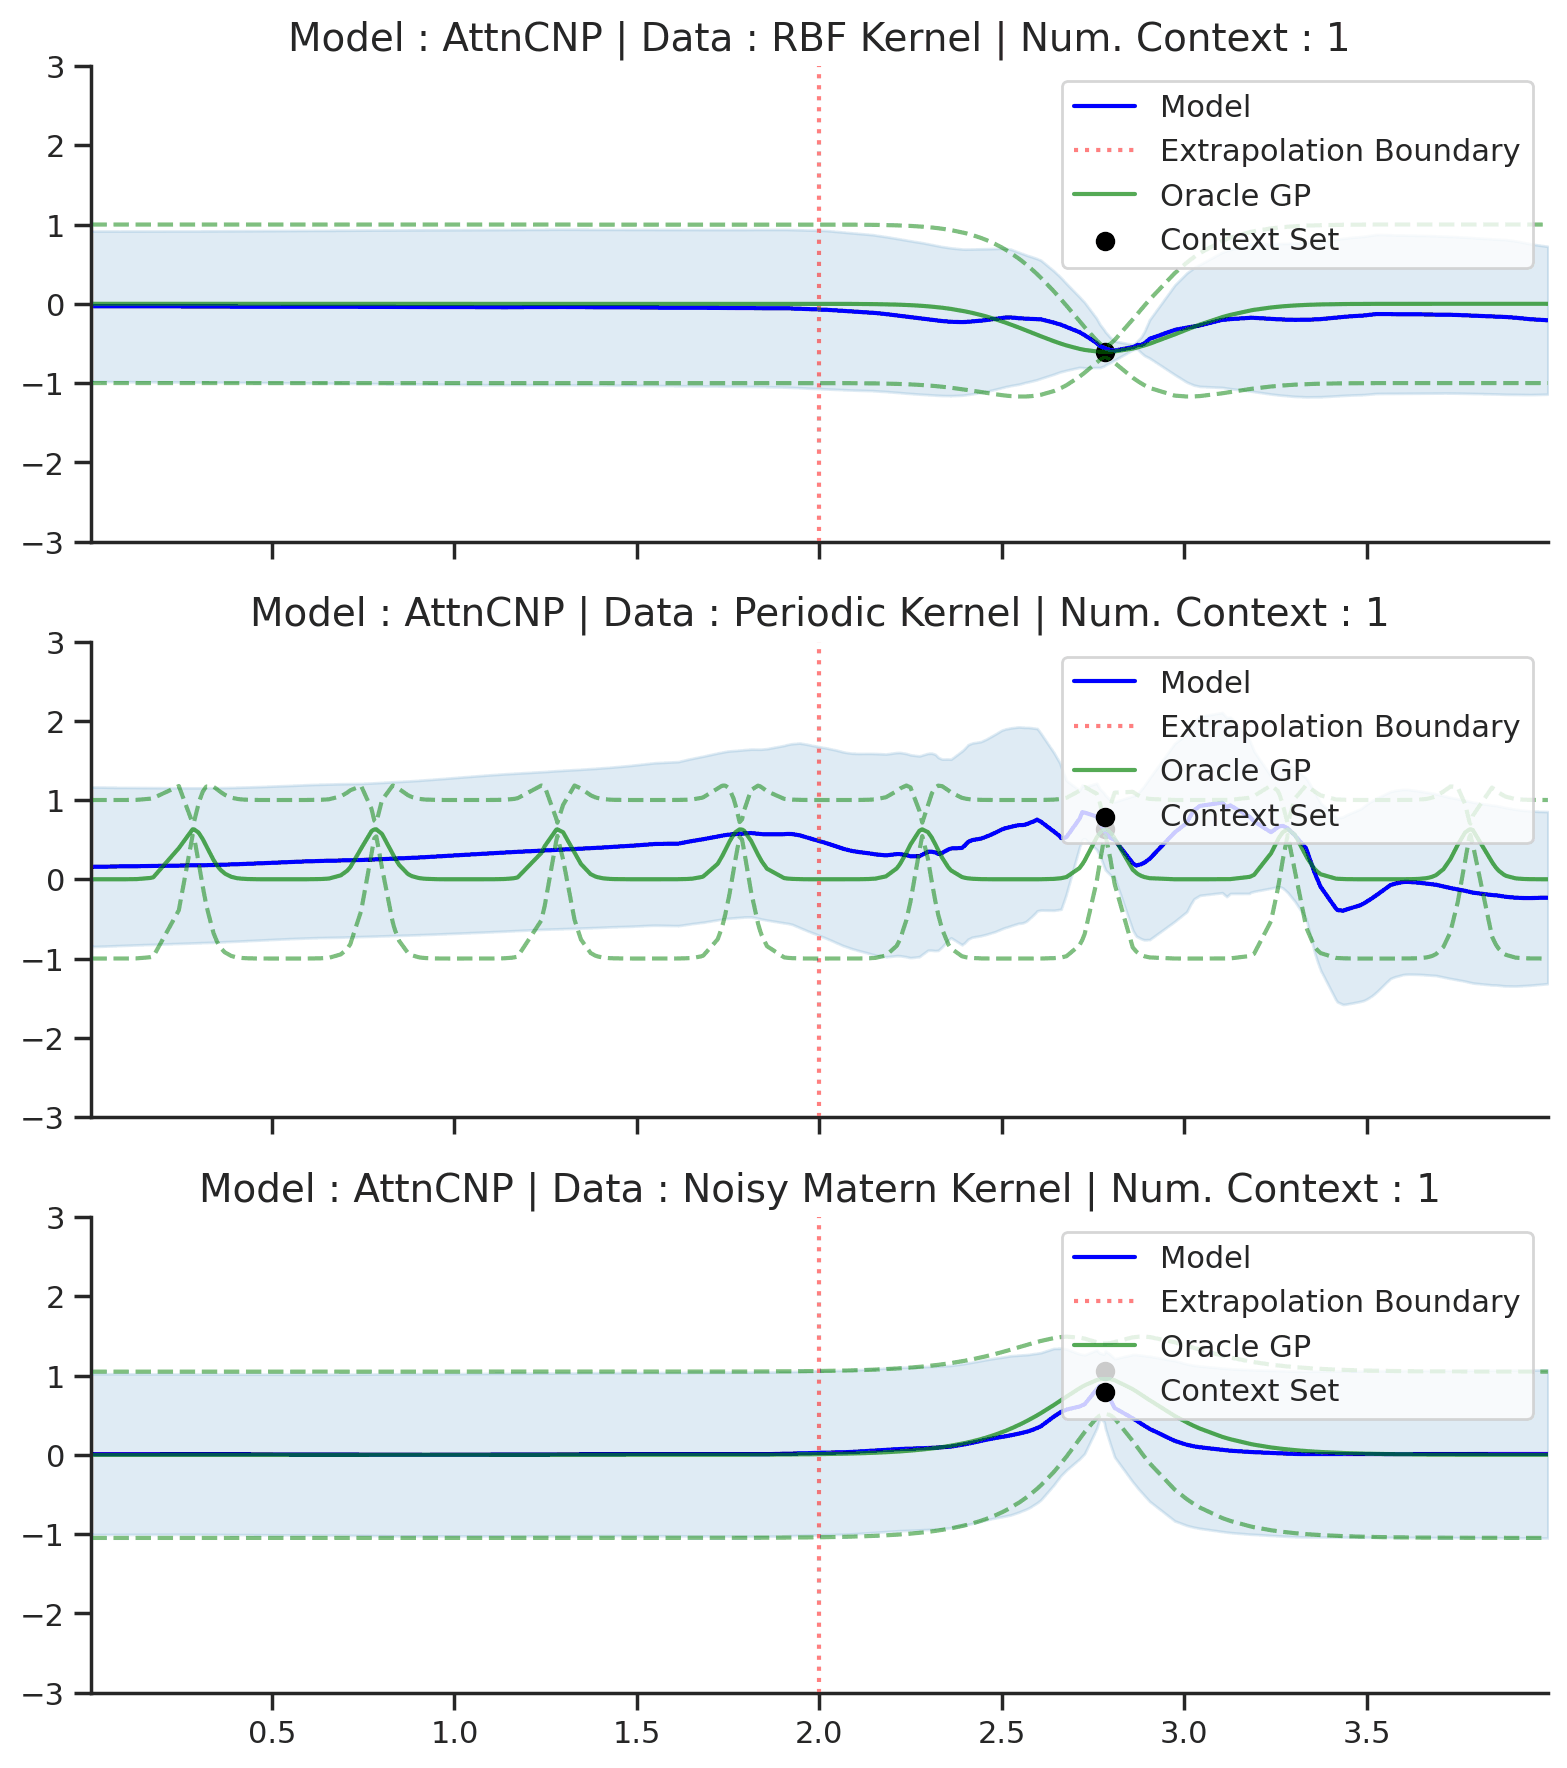 Model : AttnCNP | Data : RBF Kernel | Num. Context : 1
3
2
1
0
−1
−2
−3
Model
Extrapolation Boundary
Oracle GP
Context Set
Model : AttnCNP | Data : Periodic Kernel | Num. Context : 1
3
2
1
0
−1
−2
−3
Model
Extrapolation Boundary
Oracle GP
Context Set
Model : AttnCNP | Data : Noisy Matern Kernel | Num. Context : 1
3
2
1
0
−1
−2
−3
Model
Extrapolation Boundary
Oracle GP
Context Set
0.5 1.0 1.5 2.0 2.5 3.0 3.5